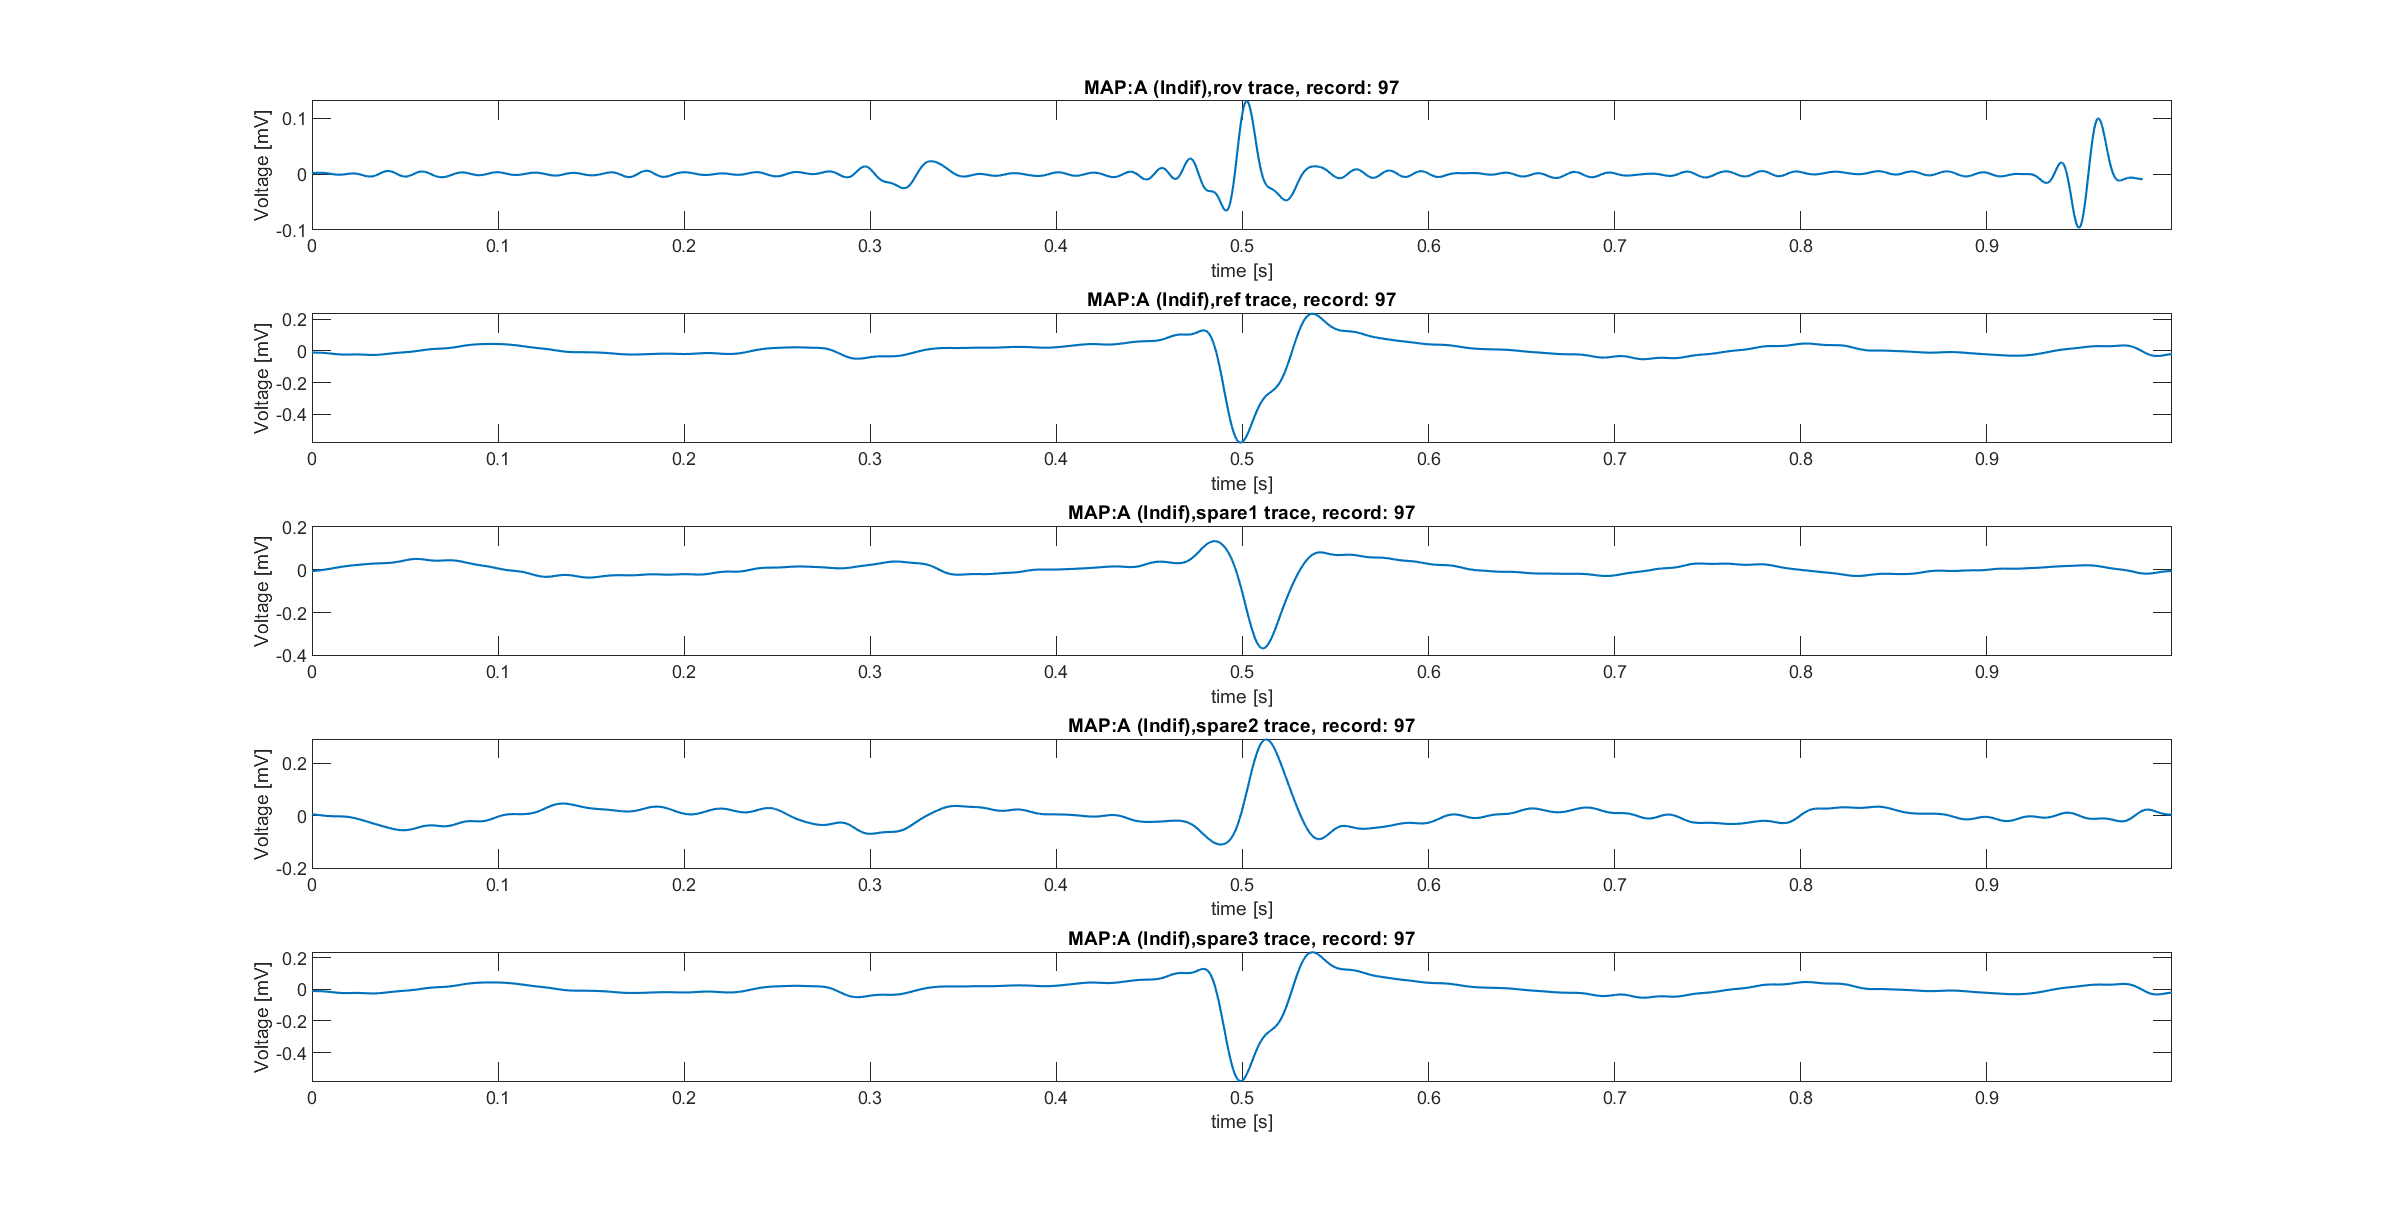 MAP:A (Indif),rov trace, record: 97
Voltage [mV]
0.1
0
-0.1
0 0.1 0.2 0.3 0.4 0.5 0.6 0.7 0.8 0.9
time [s]
MAP:A (Indif),ref trace, record: 97
Voltage [mV]
0.2
0
-0.2
-0.4
0 0.1 0.2 0.3 0.4 0.5 0.6 0.7 0.8 0.9
time [s]
MAP:A (Indif),spare1 trace, record: 97
Voltage [mV]
0.2
0
-0.2
-0.4
0 0.1 0.2 0.3 0.4 0.5 0.6 0.7 0.8 0.9
time [s]
MAP:A (Indif),spare2 trace, record: 97
Voltage [mV]
0.2
0
-0.2
0 0.1 0.2 0.3 0.4 0.5 0.6 0.7 0.8 0.9
time [s]
MAP:A (Indif),spare3 trace, record: 97
Voltage [mV]
0.2
0
-0.2
-0.4
0 0.1 0.2 0.3 0.4 0.5 0.6 0.7 0.8 0.9
time [s]